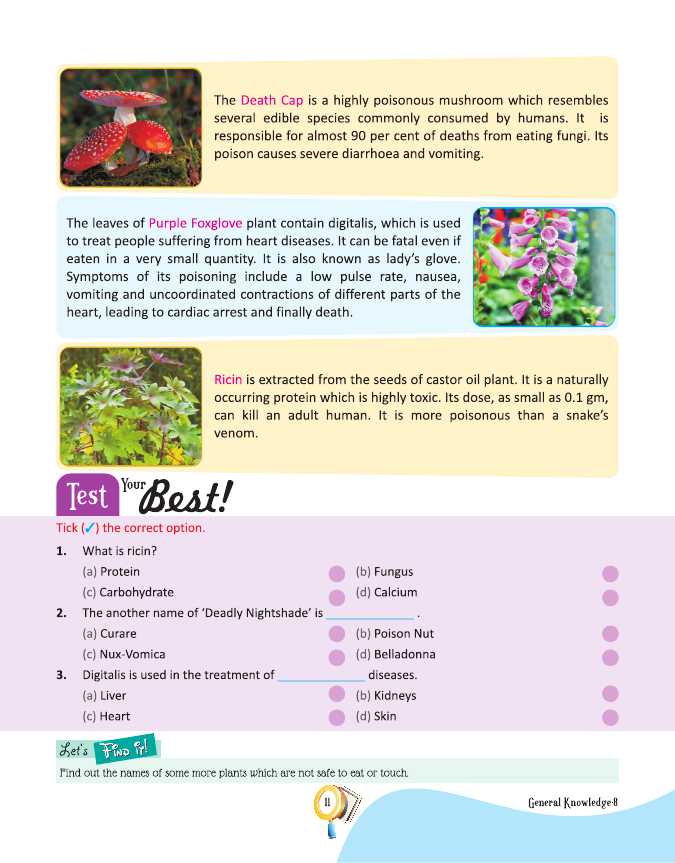 The Death Cap is a highly poisonous mushroom which resembles
several edible species commonly consumed by humans. It is
responsible for almost 90 per cent of deaths from eating fungi. Its
poison causes severe diarrhoea and vomiting.
The leaves of Purple Foxglove plant contain digitalis, which is used
to treat people suffering from heart diseases. It can be fatal even if
eaten in a very small quantity. It is also known as lady's glove.
Symptoms of its poisoning include a low pulse rate, nausea,
vomiting and uncoordinated contractions of different parts of the
heart, leading to cardiac arrest and finally death.
Ricin is extracted from the seeds of castor oil plant. It is a naturally
occurring protein which is highly toxic. Its dose, as small as 0.1 gm,
can kill an adult human. It is more poisonous than a snake's
venom.
Test Your Best!
Tick (✓) the correct option.
1. What is ricin?
(a) Protein (b) Fungus
(c) Carbohydrate (d) Calcium
2. The another name of 'Deadly Nightshade' is ____________ .
(a) Curare (b) Poison Nut
(c) Nux-Vomica (d) Belladonna
3. Digitalis is used in the treatment of ____________ diseases.
(a) Liver (b) Kidneys
(c) Heart (d) Skin
Let's Find it!
Find out the names of some more plants which are not safe to eat or touch.
11
General Knowledge-8